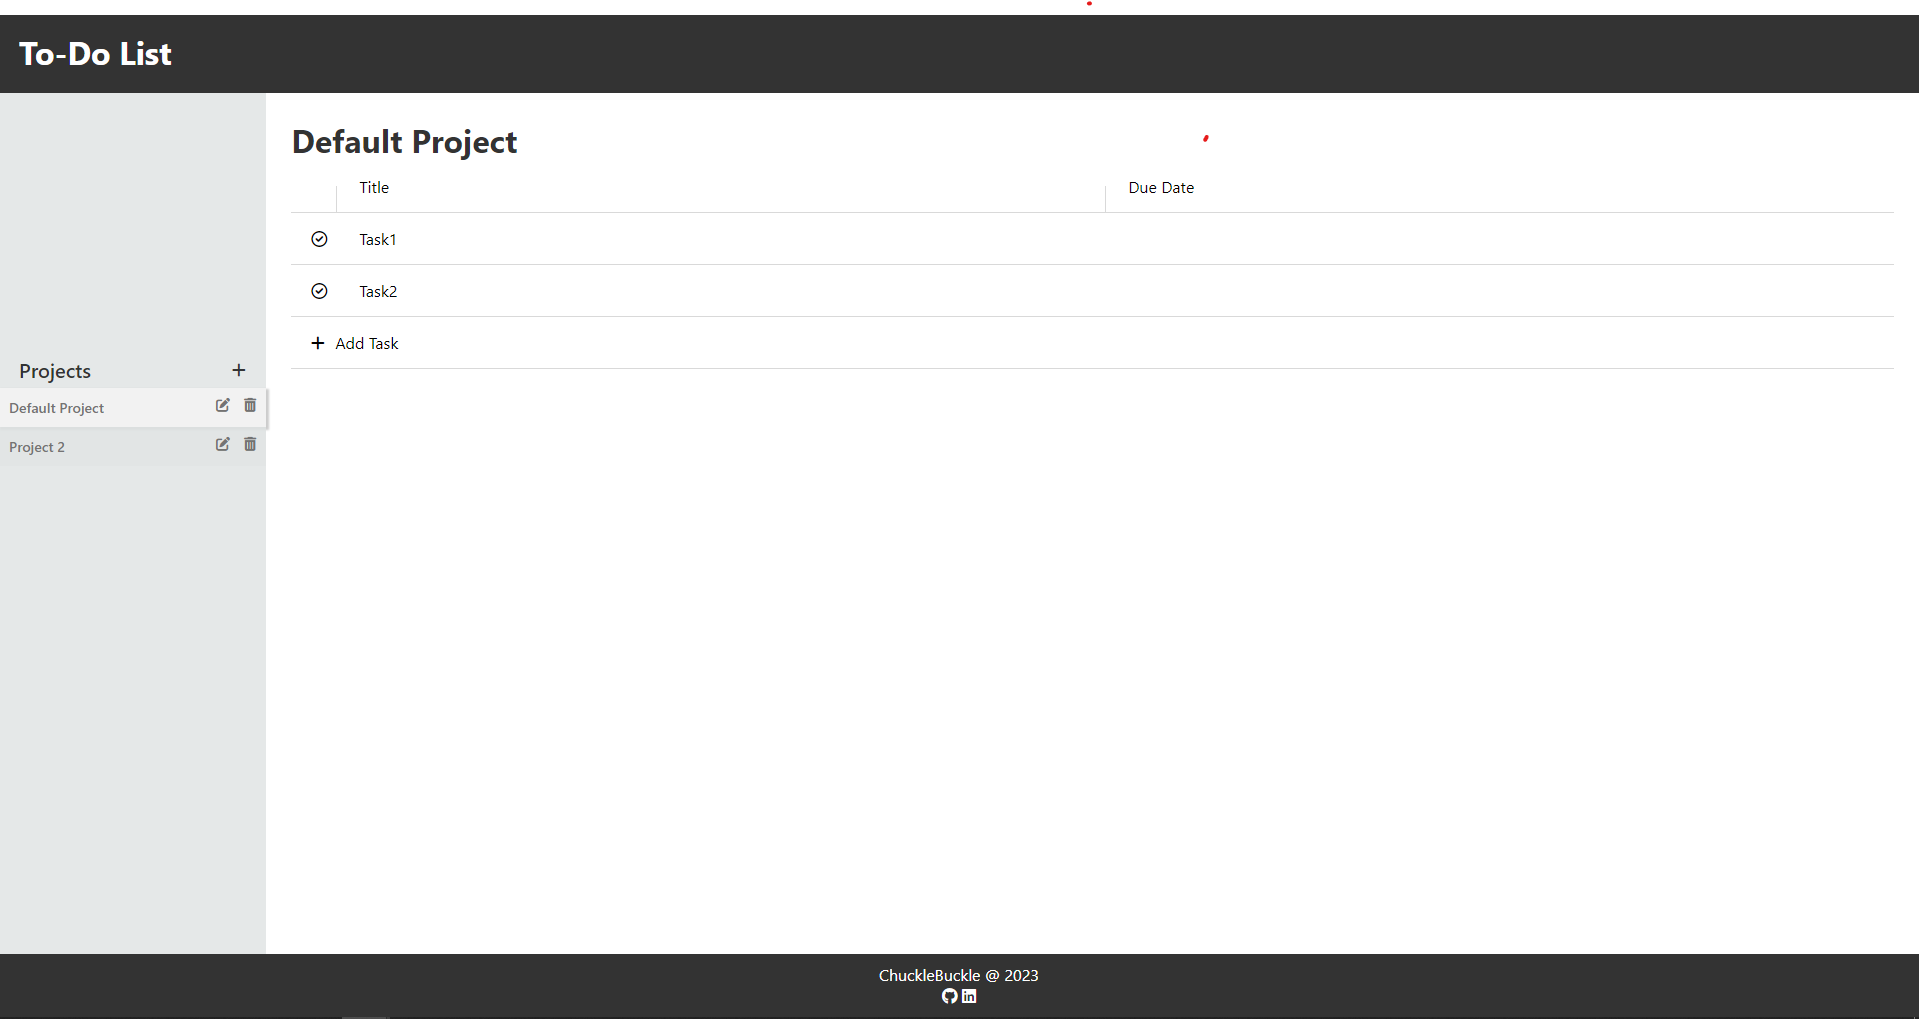 To-Do List
Projects
Default Project
Project 2
Default Project
Title Due Date
Task1
Task2
Add Task
ChuckleBuckle @ 2023